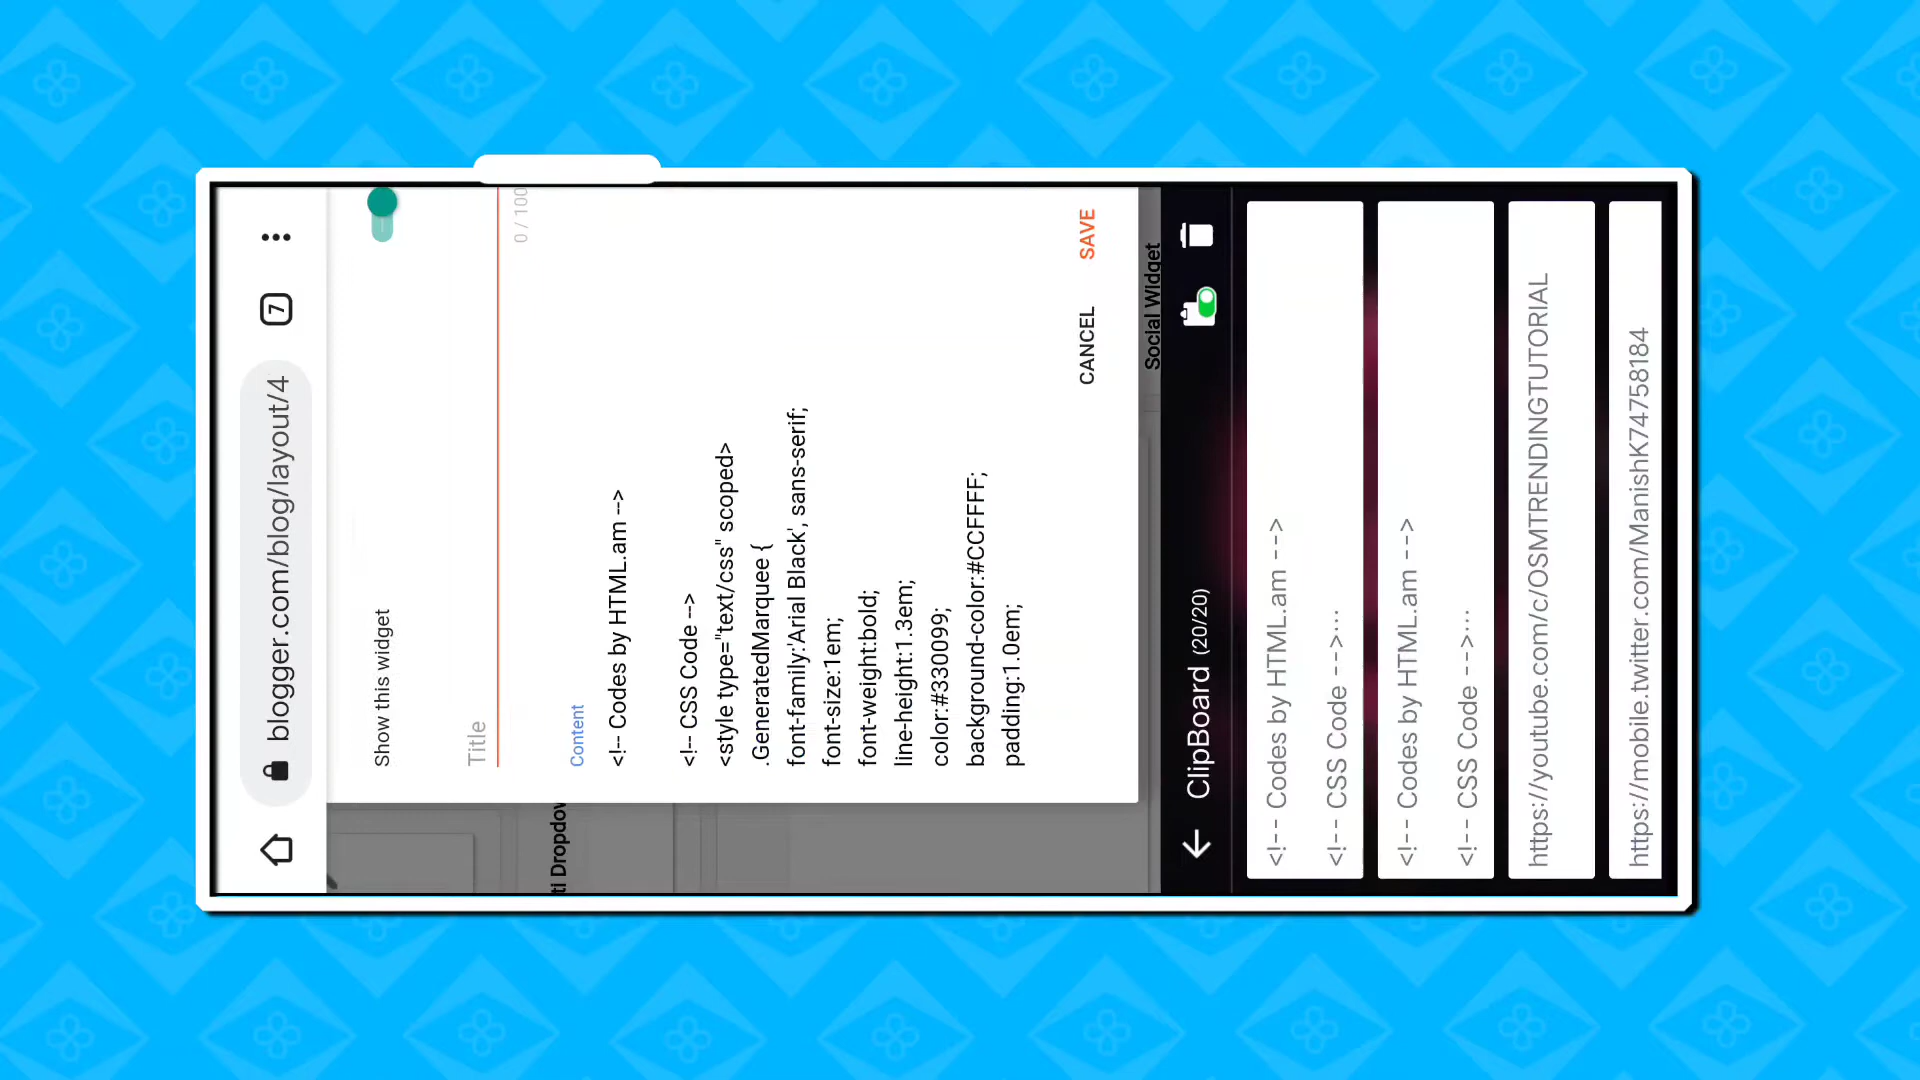 blogger.com/blog/layout/4
7
Show this widget
Title
0 / 100
Content
<!-- Codes by HTML.am -->
<!-- CSS Code -->
<style type="text/css" scoped>
.GeneratedMarquee {
font-family:'Arial Black', sans-serif;
font-size:1em;
font-weight:bold;
line-height:1.3em;
color:#330099;
background-color:#CCFFFF;
padding:1.0em;
CANCEL SAVE
ti Dropdow
Social Widget
ClipBoard (20/20)
<!-- Codes by HTML.am -->
<!-- CSS Code -->...
<!-- Codes by HTML.am -->
<!-- CSS Code -->...
https://youtube.com/c/OSMTRENDINGTUTORIAL
https://mobile.twitter.com/ManishK74758184